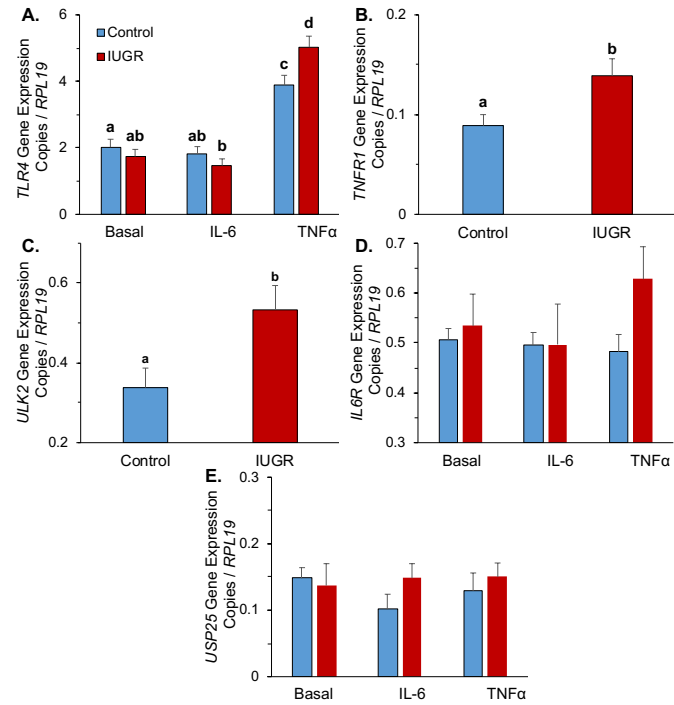 A.
Control
IUGR
TLR4 Gene Expression
Copies / RPL19
6
4
2
0
a
ab
ab
b
c
d
Basal
IL-6
TNFα
B.
TNFR1 Gene Expression
Copies / RPL19
0.2
0.1
0
a
b
Control
IUGR
C.
ULK2 Gene Expression
Copies / RPL19
0.6
0.4
0.2
a
b
Control
IUGR
D.
IL6R Gene Expression
Copies / RPL19
0.7
0.6
0.5
0.4
0.3
Basal
IL-6
TNFα
E.
USP25 Gene Expression
Copies / RPL19
0.3
0.2
0.1
0
Basal
IL-6
TNFα